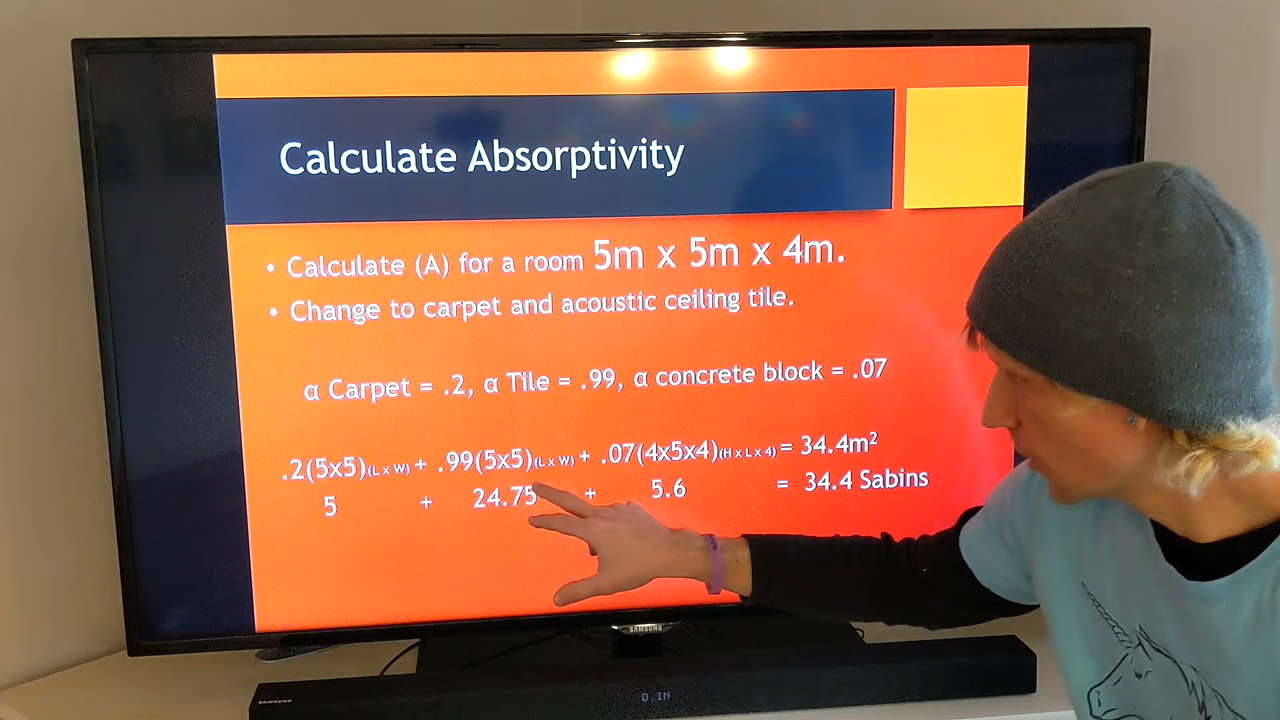 Calculate Absorptivity
• Calculate (A) for a room 5m x 5m x 4m.
• Change to carpet and acoustic ceiling tile.
α Carpet = .2, α Tile = .99, α concrete block = .07
.2(5x5)(L x W) + .99(5x5)(L x W) + .07(4x5x4)(H x L x 4) = 34.4m²
5 + 24.75 + 5.6 = 34.4 Sabins
SAMSUNG
SAMSUNG
D.IN